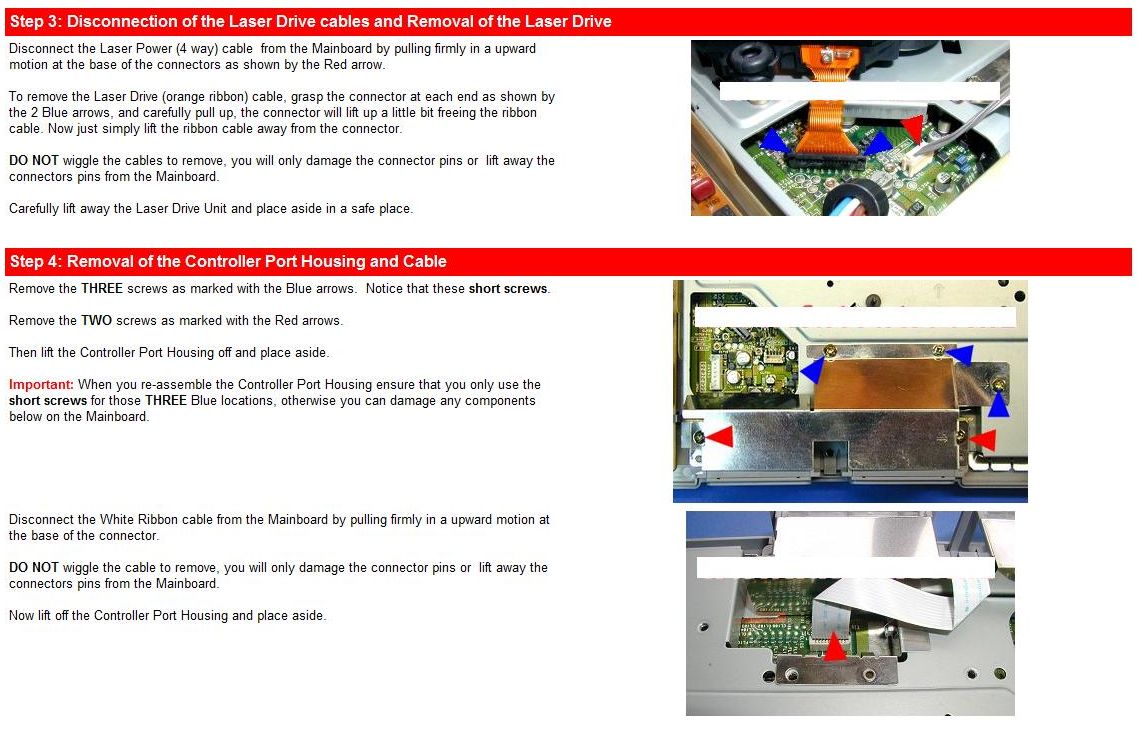 Step 3: Disconnection of the Laser Drive cables and Removal of the Laser Drive
Disconnect the Laser Power (4 way) cable  from the Mainboard by pulling firmly in a upward
motion at the base of the connectors as shown by the Red arrow.
To remove the Laser Drive (orange ribbon) cable, grasp the connector at each end as shown by
the 2 Blue arrows, and carefully pull up, the connector will lift up a little bit freeing the ribbon
cable. Now just simply lift the ribbon cable away from the connector.
DO NOT wiggle the cables to remove, you will only damage the connector pins or  lift away the
connectors pins from the Mainboard.
Carefully lift away the Laser Drive Unit and place aside in a safe place.
Step 4: Removal of the Controller Port Housing and Cable
Remove the THREE screws as marked with the Blue arrows.  Notice that these short screws.
Remove the TWO screws as marked with the Red arrows.
Then lift the Controller Port Housing off and place aside.
Important: When you re-assemble the Controller Port Housing ensure that you only use the
short screws for those THREE Blue locations, otherwise you can damage any components
below on the Mainboard.
Disconnect the White Ribbon cable from the Mainboard by pulling firmly in a upward motion at
the base of the connector.
DO NOT wiggle the cable to remove, you will only damage the connector pins or  lift away the
connectors pins from the Mainboard.
Now lift off the Controller Port Housing and place aside.